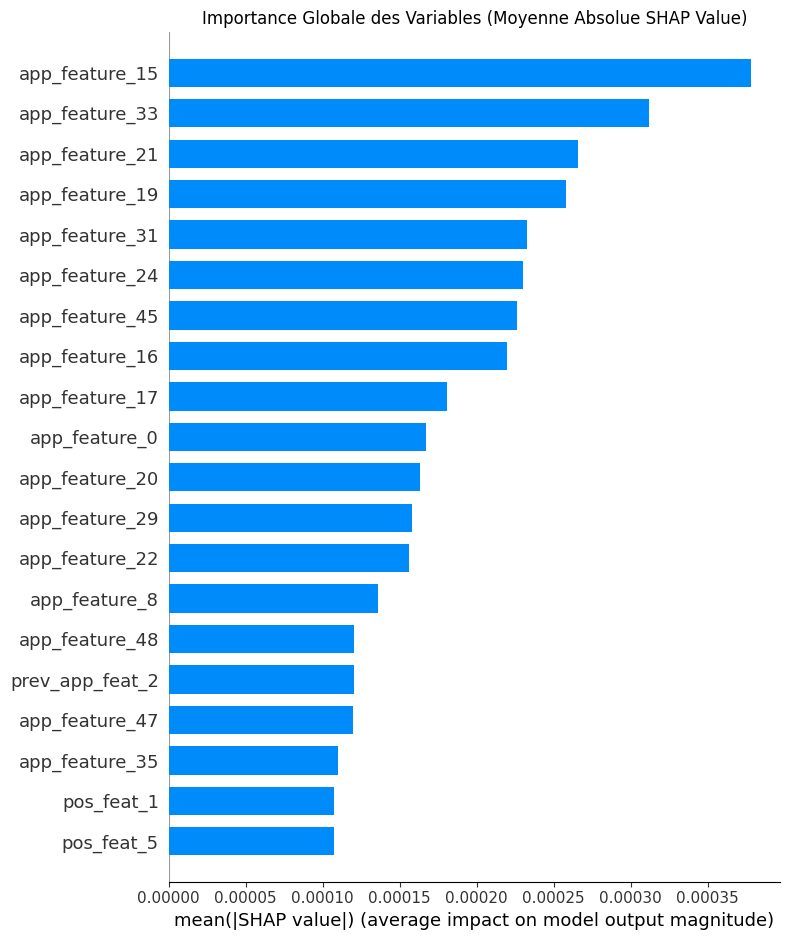 Importance Globale des Variables (Moyenne Absolue SHAP Value)
app_feature_15
app_feature_33
app_feature_21
app_feature_19
app_feature_31
app_feature_24
app_feature_45
app_feature_16
app_feature_17
app_feature_0
app_feature_20
app_feature_29
app_feature_22
app_feature_8
app_feature_48
prev_app_feat_2
app_feature_47
app_feature_35
pos_feat_1
pos_feat_5
0.00000 0.00005 0.00010 0.00015 0.00020 0.00025 0.00030 0.00035
mean(|SHAP value|) (average impact on model output magnitude)